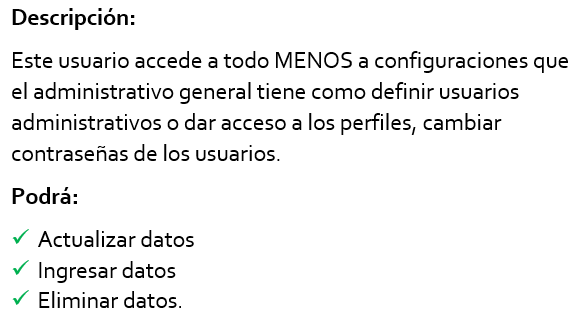 Descripción:
Este usuario accede a todo MENOS a configuraciones que
el administrativo general tiene como definir usuarios
administrativos o dar acceso a los perfiles, cambiar
contraseñas de los usuarios.
Podrá:
✓ Actualizar datos
✓ Ingresar datos
✓ Eliminar datos.